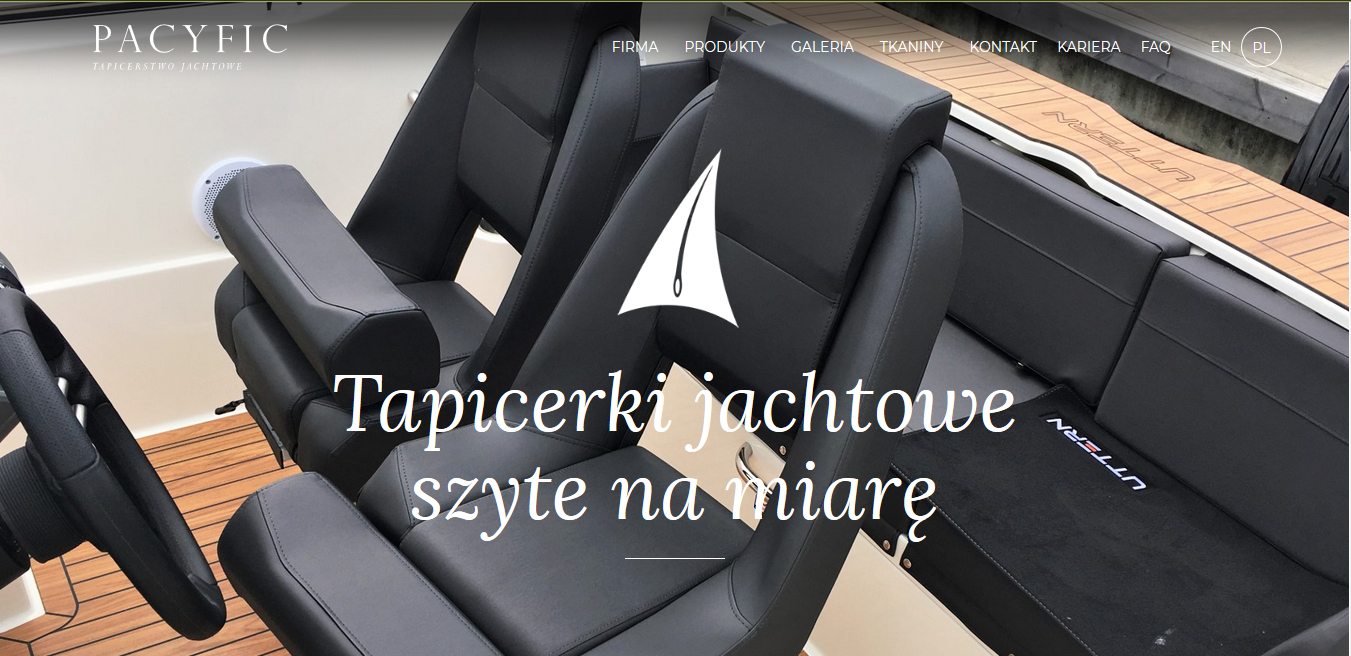 PACYFIC
TAPICERSTWO JACHTOWE
FIRMA PRODUKTY GALERIA TKANINY KONTAKT KARIERA FAQ EN PL
UTTERN
Tapicerki jachtowe
szyte na miarę
UTTERN